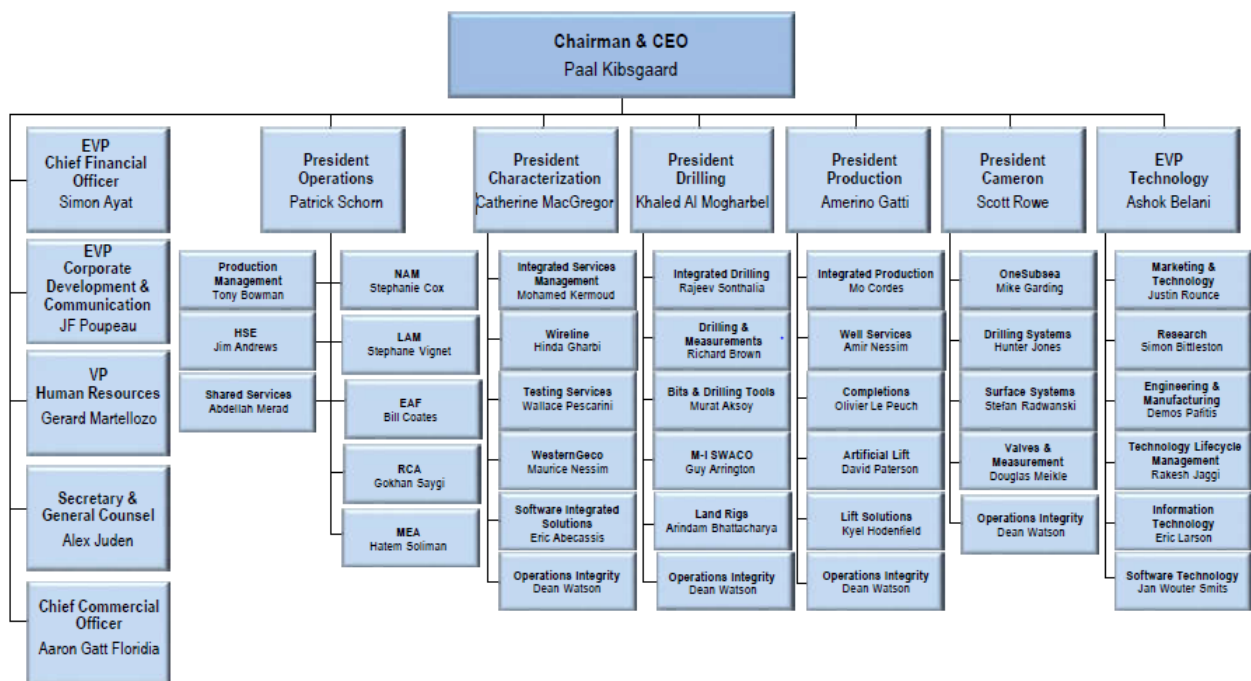 Chairman & CEO
Paal Kibsgaard
EVP
Chief Financial
Officer
Simon Ayat
EVP
Corporate
Development &
Communication
JF Poupeau
VP
Human Resources
Gerard Martellozo
Secretary &
General Counsel
Alex Juden
Chief Commercial
Officer
Aaron Gatt Floridia
President
Operations
Patrick Schorn
Production
Management
Tony Bowman
HSE
Jim Andrews
Shared Services
Abdellah Merad
NAM
Stephanie Cox
LAM
Stephane Vignet
EAF
Bill Coates
RCA
Gokhan Saygi
MEA
Hatem Soliman
President
Characterization
Catherine MacGregor
Integrated Services
Management
Mohamed Kermoud
Wireline
Hinda Gharbi
Testing Services
Wallace Pescarini
WesternGeco
Maurice Nessim
Software Integrated
Solutions
Eric Abecassis
Operations Integrity
Dean Watson
President
Drilling
Khaled Al Mogharbel
Integrated Drilling
Rajeev Sonthalia
Drilling &
Measurements
Richard Brown
Bits & Drilling Tools
Murat Aksoy
M-I SWACO
Guy Arrington
Land Rigs
Arindam Bhattacharya
Operations Integrity
Dean Watson
President
Production
Amerino Gatti
Integrated Production
Mo Cordes
Well Services
Amir Nessim
Completions
Olivier Le Peuch
Artificial Lift
David Paterson
Lift Solutions
Kyel Hodenfield
Operations Integrity
Dean Watson
President
Cameron
Scott Rowe
OneSubsea
Mike Garding
Drilling Systems
Hunter Jones
Surface Systems
Stefan Radwanski
Valves &
Measurement
Douglas Meikle
Operations Integrity
Dean Watson
EVP
Technology
Ashok Belani
Marketing &
Technology
Justin Rounce
Research
Simon Bittleston
Engineering &
Manufacturing
Demos Pafitis
Technology Lifecycle
Management
Rakesh Jaggi
Information
Technology
Eric Larson
Software Technology
Jan Wouter Smits